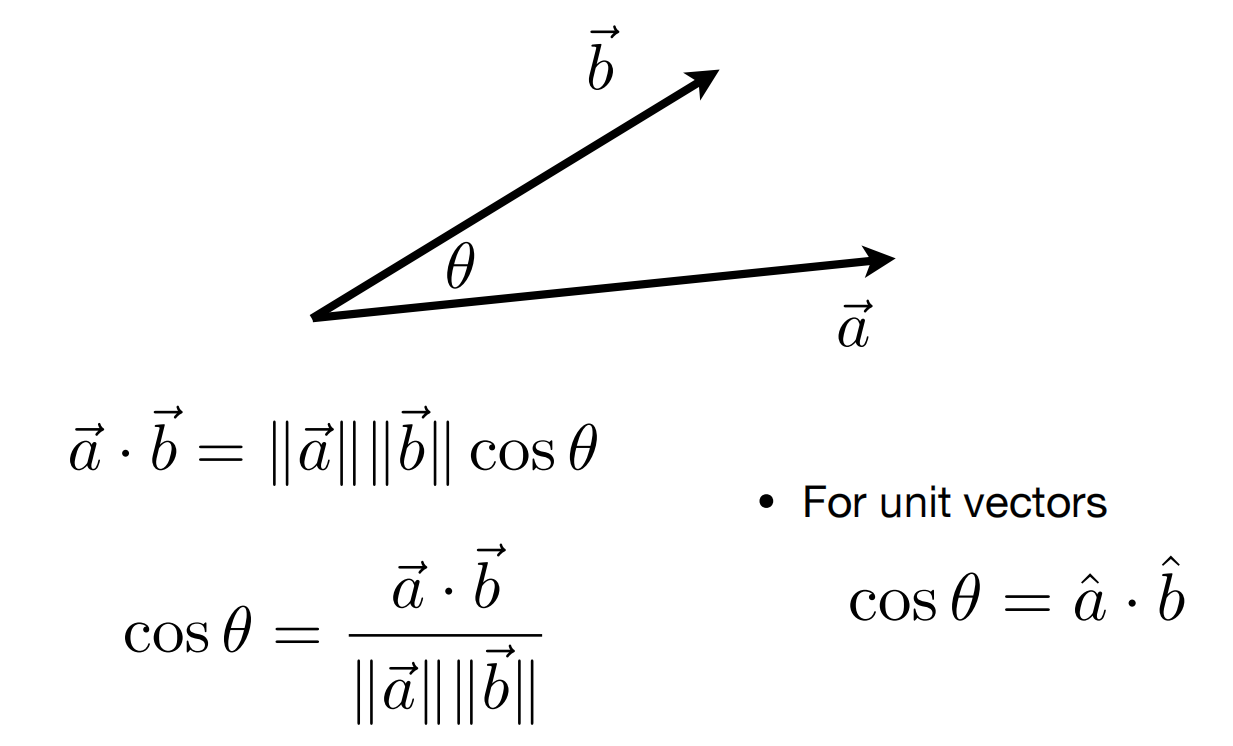 $\vec{b}$
$\theta$
$\vec{a}$
$\vec{a} \cdot \vec{b} = \|\vec{a}\| \|\vec{b}\| \cos \theta$
$\cos \theta = \frac{\vec{a} \cdot \vec{b}}{\|\vec{a}\| \|\vec{b}\|}$
• For unit vectors
$\cos \theta = \hat{a} \cdot \hat{b}$